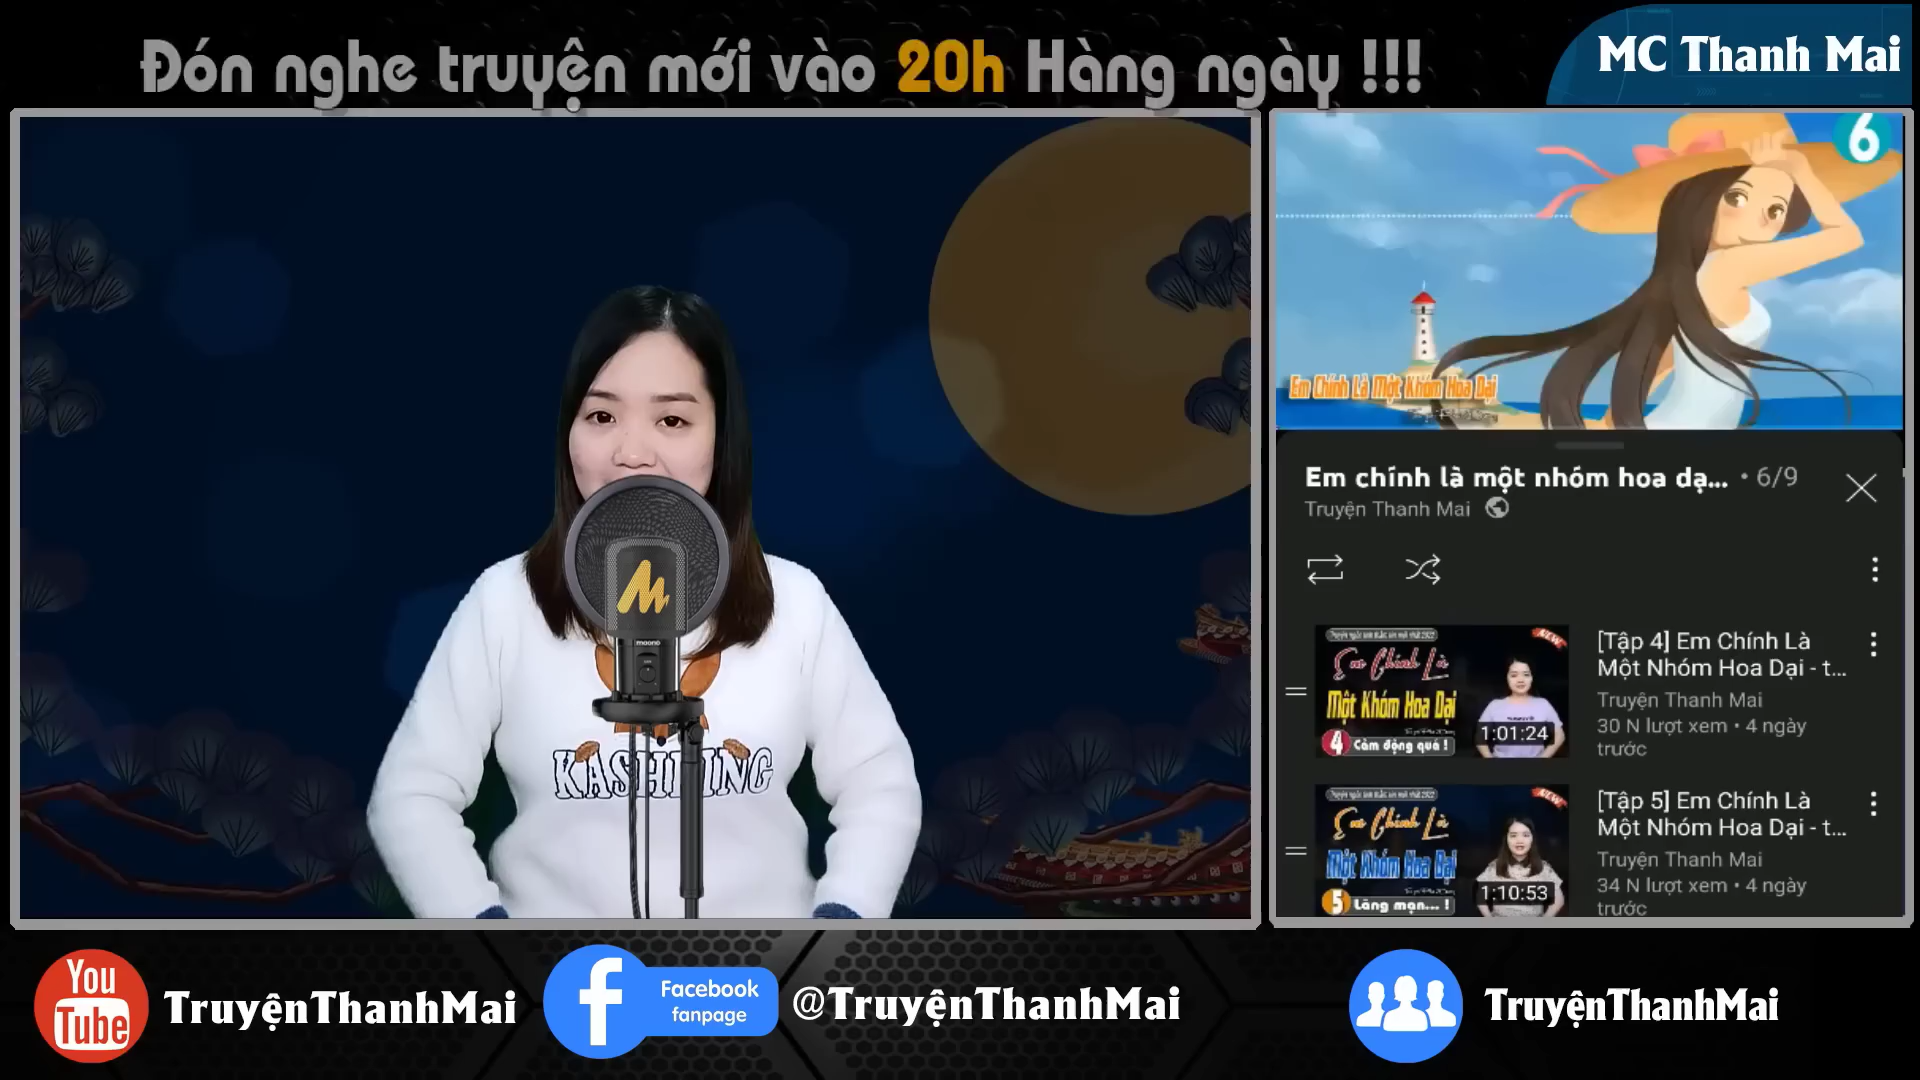 Đón nghe truyện mới vào 20h Hàng ngày !!!
MC Thanh Mai
6
Em Chính Là Một Khóm Hoa Dại
Em chính là một nhóm hoa dạ... • 6/9
Truyện Thanh Mai
NEW
Em Chính Là
Một Khóm Hoa Dại
4 Cảm động quá !
1:01:24
[Tập 4] Em Chính Là
Một Nhóm Hoa Dại - t...
Truyện Thanh Mai
30 N lượt xem • 4 ngày
trước
NEW
Em Chính Là
Một Khóm Hoa Dại
5 Lãng mạn... !
1:10:53
[Tập 5] Em Chính Là
Một Nhóm Hoa Dại - t...
Truyện Thanh Mai
34 N lượt xem • 4 ngày
trước
maono
You
Tube
TruyệnThanhMai
f
Facebook
fanpage
@TruyệnThanhMai
TruyệnThanhMai